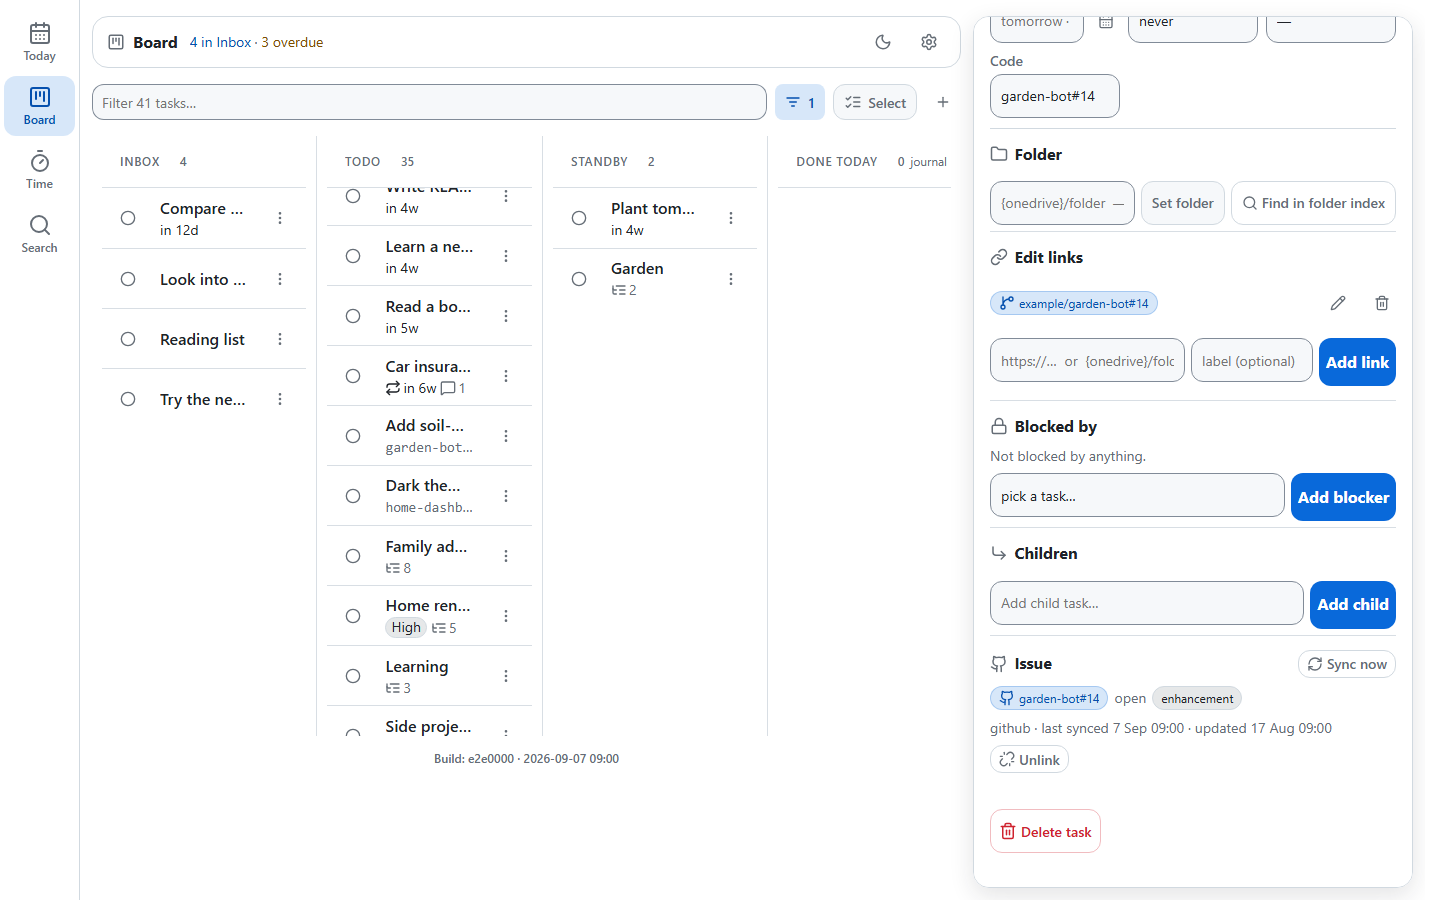 Today
Board
Time
Search
Board 4 in Inbox · 3 overdue
Filter 41 tasks...
1
Select
INBOX 4
Compare ...
in 12d
Look into ...
Reading list
Try the ne...
TODO 35
in 4w
Learn a ne...
in 4w
Read a bo...
in 5w
Car insura...
in 6w 1
Add soil-...
garden-bot...
Dark the...
home-dashb...
Family ad...
8
Home ren...
High 5
Learning
3
Side proje...
STANDBY 2
Plant tom...
in 4w
Garden
2
DONE TODAY 0 journal
Build: e2e0000 · 2026-09-07 09:00
tomorrow ·
never
—
Code
garden-bot#14
Folder
{onedrive}/folder —
Set folder
Find in folder index
Edit links
example/garden-bot#14
https://... or {onedrive}/folc
label (optional)
Add link
Blocked by
Not blocked by anything.
pick a task...
Add blocker
Children
Add child task...
Add child
Issue
Sync now
garden-bot#14 open enhancement
github · last synced 7 Sep 09:00 · updated 17 Aug 09:00
Unlink
Delete task